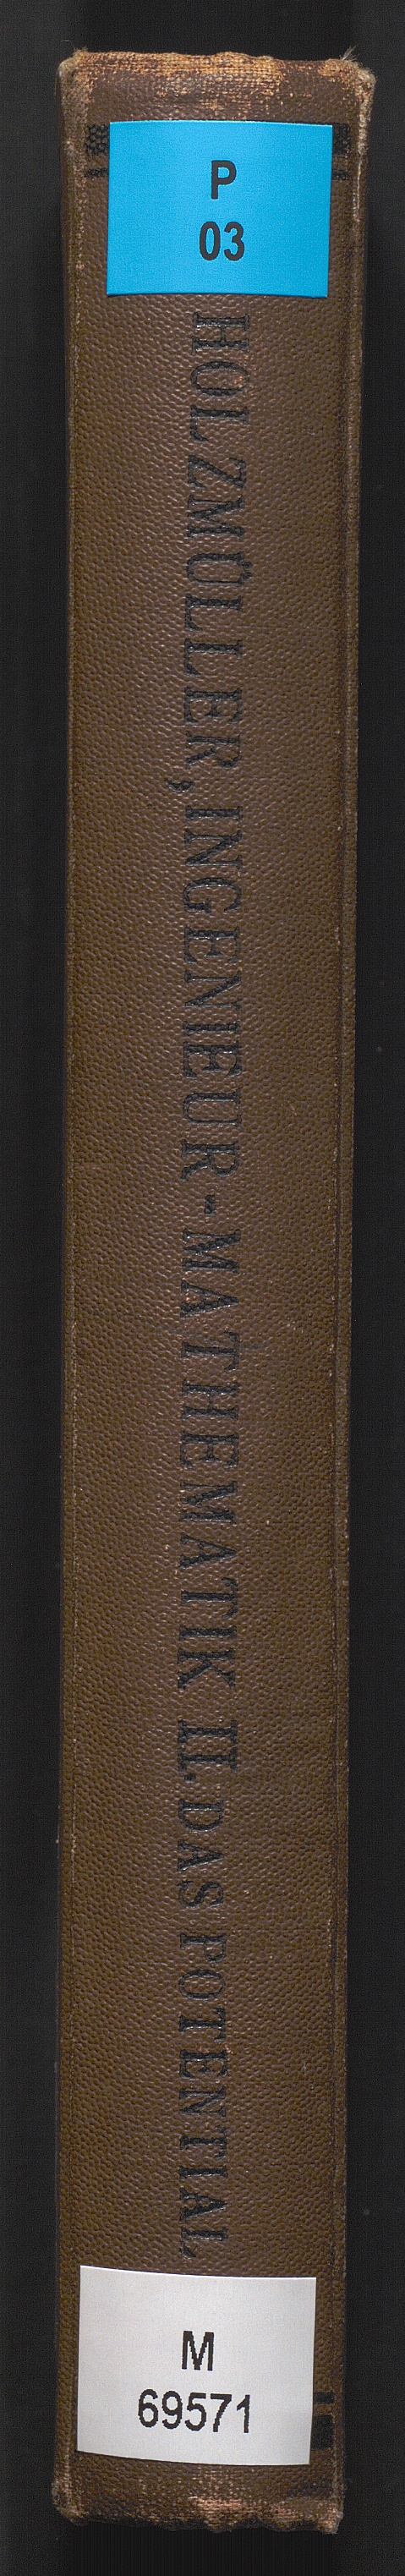 P
03
HOLZMÜLLER, INGENIEUR-MATHEMATIK II. DAS POTENTIAL
M
69571